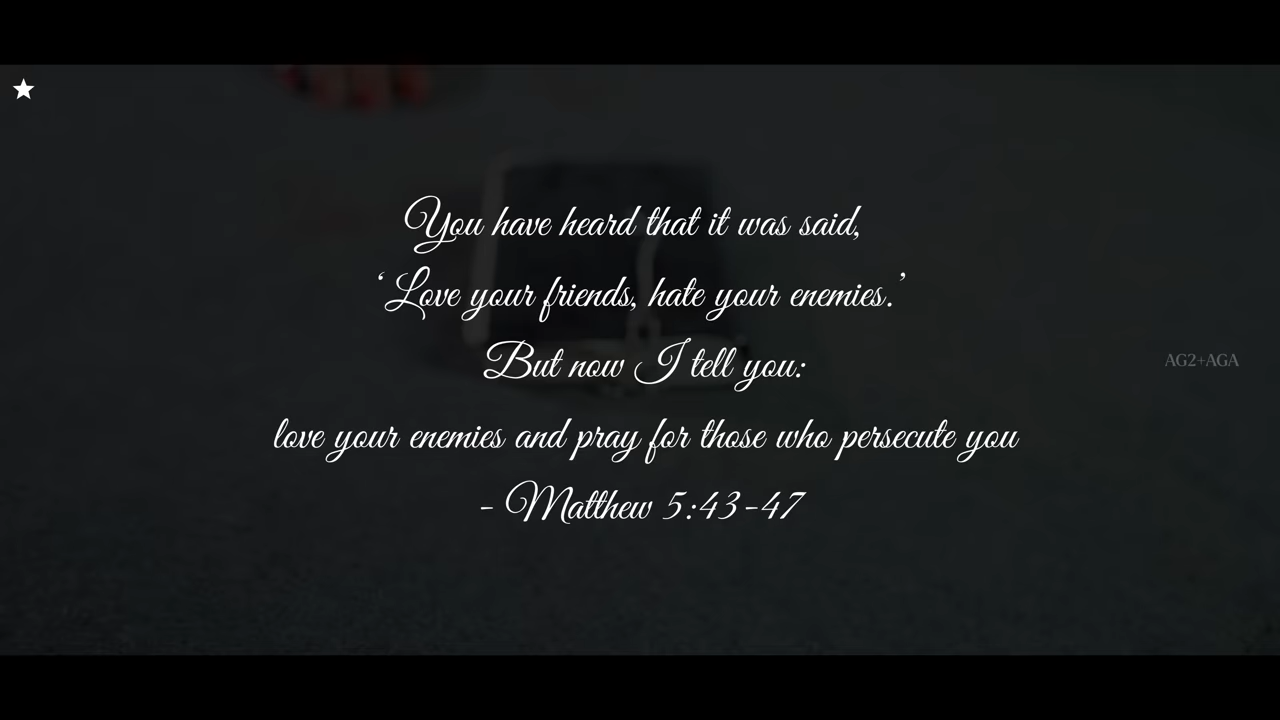 You have heard that it was said,
‘Love your friends, hate your enemies.’
But now I tell you:
love your enemies and pray for those who persecute you
- Matthew 5:43-47
AG2+AGA